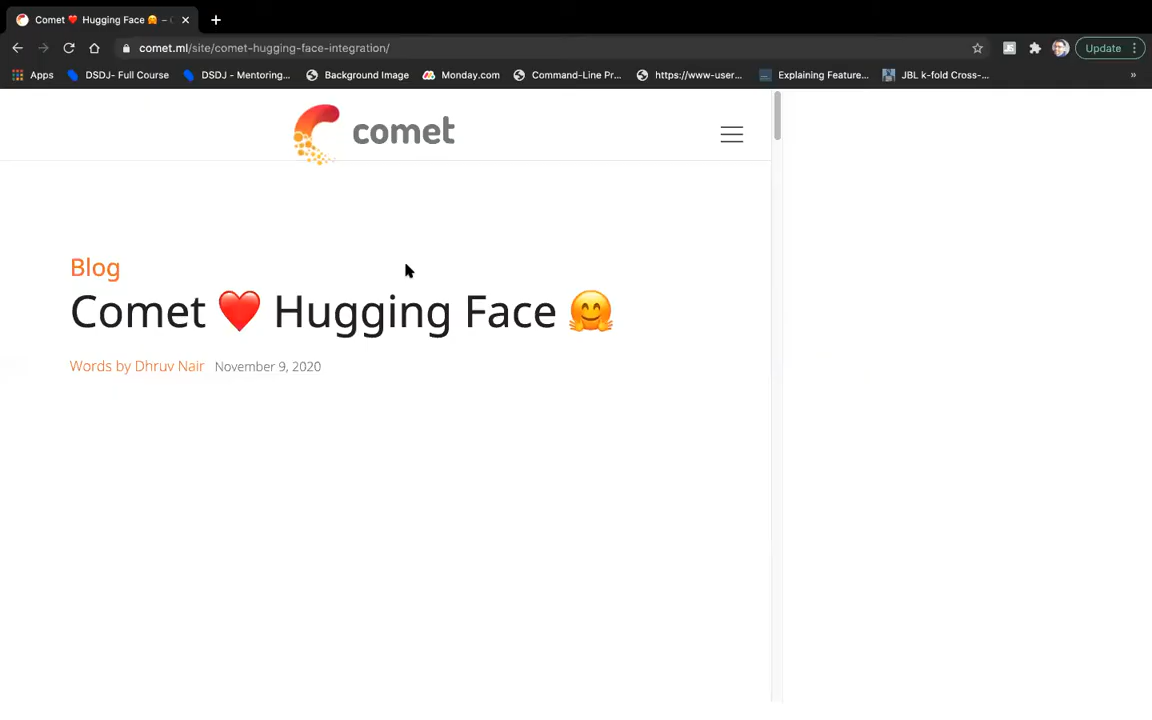 Comet ❤️ Hugging Face 🤗 –
comet.ml/site/comet-hugging-face-integration/
Update
Apps
DSDJ- Full Course
DSDJ - Mentoring...
Background Image
Monday.com
Command-Line Pr...
https://www-user...
Explaining Feature...
JBL k-fold Cross-...
»
comet
Blog
Comet ❤️ Hugging Face 🤗
Words by Dhruv Nair November 9, 2020